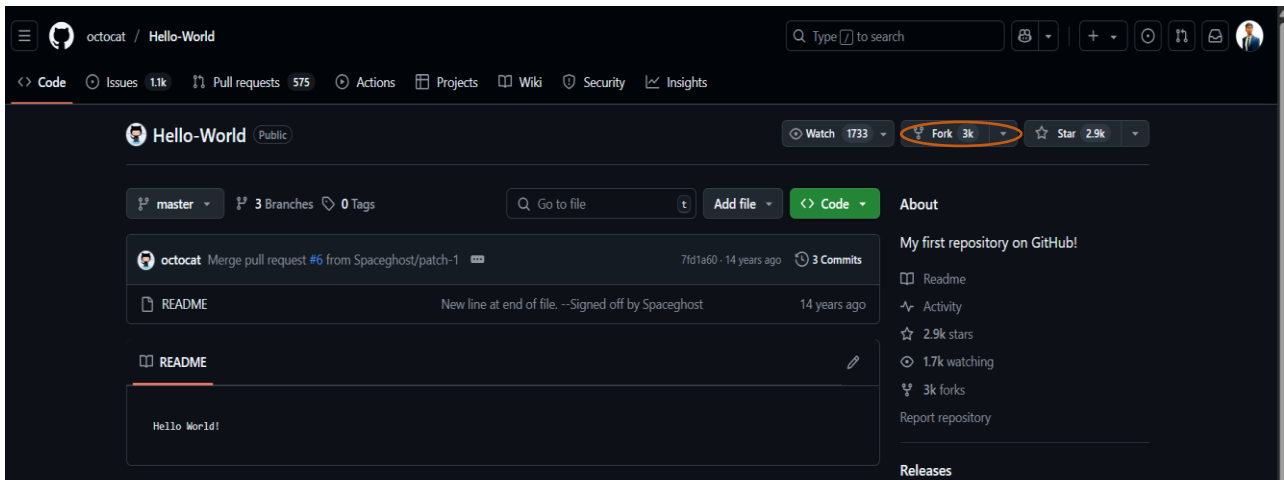 octocat / Hello-World Type / to search
Code Issues 1.1k Pull requests 575 Actions Projects Wiki Security Insights
Hello-World Public Watch 1733 Fork 3k Star 2.9k
master 3 Branches 0 Tags Go to file t Add file Code
About
My first repository on GitHub!
octocat Merge pull request #6 from Spaceghost/patch-1 7fd1a60 · 14 years ago 3 Commits
README New line at end of file. --Signed off by Spaceghost 14 years ago
README
Hello World!
Readme
Activity
2.9k stars
1.7k watching
3k forks
Report repository
Releases